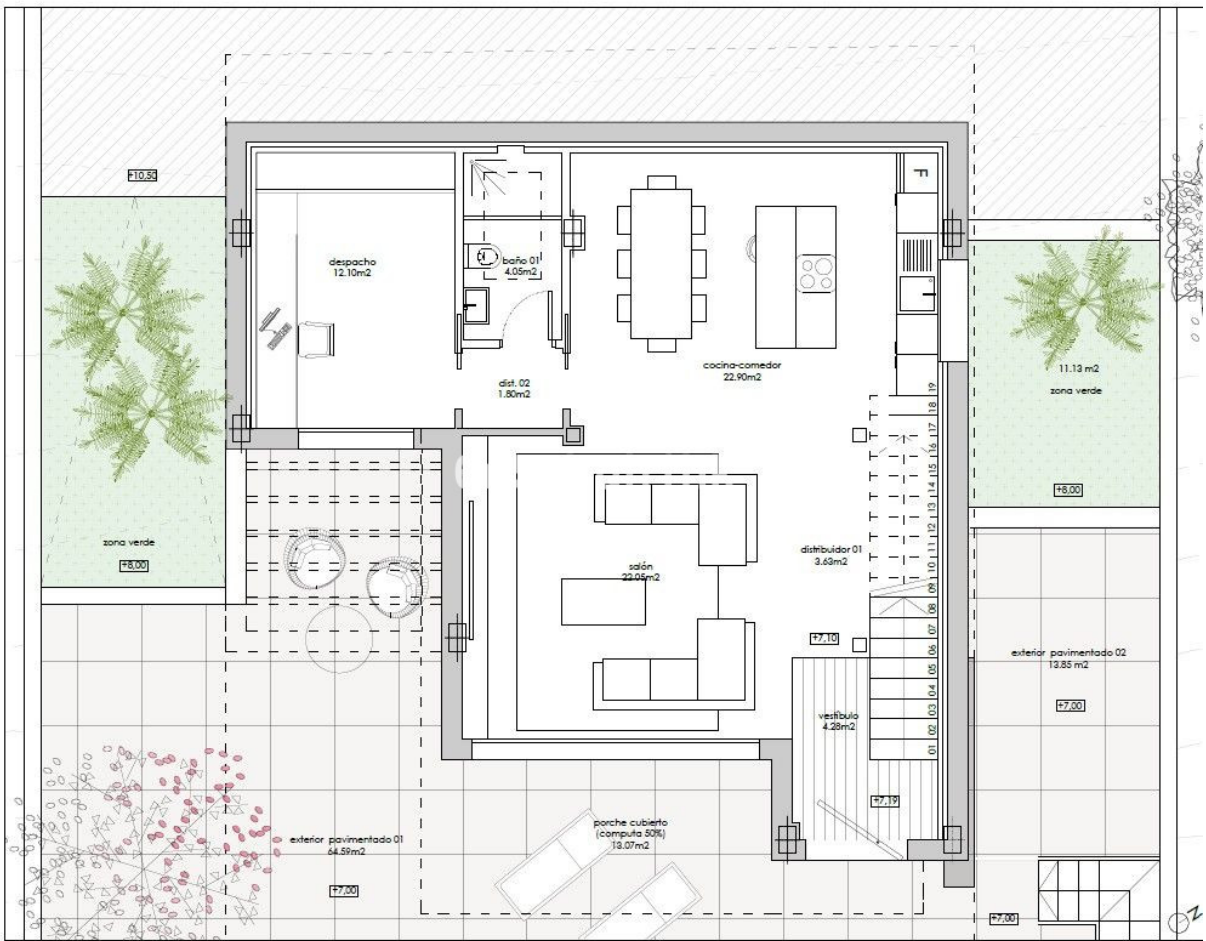 +10,50
F
despacho
12.10m2
baño 01
4.05m2
cocina-comedor
22.90m2
dist. 02
1.80m2
11.13 m2
zona verde
+8,00
zona verde
+8,00
salón
22.05m2
distribuidor 01
3.63m2
19
18
17
16
15
14
13
12
11
10
09
08
07
06
05
04
03
02
01
+7,10
exterior pavimentado 02
13.85 m2
+7,00
vestíbulo
4.28m2
+7,19
porche cubierto
(computa 50%)
13.07m2
exterior pavimentado 01
64.59m2
+7,00
+7,00
N